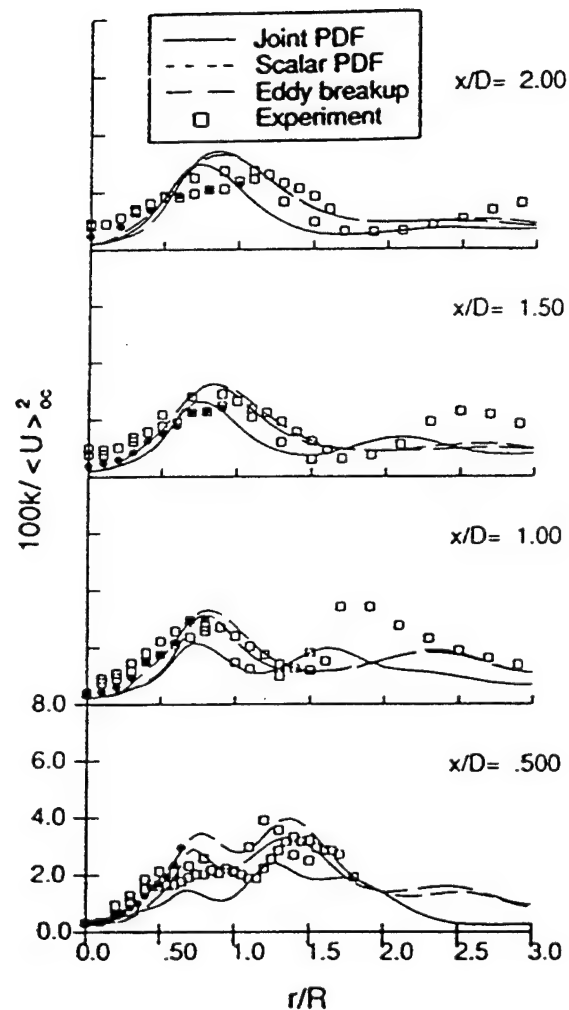 Joint PDF
Scalar PDF
Eddy breakup
Experiment
x/D= 2.00
x/D= 1.50
x/D= 1.00
x/D= .500
100k/<U>²oc
8.0
6.0
4.0
2.0
0.0
0.0 .50 1.0 1.5 2.0 2.5 3.0
r/R